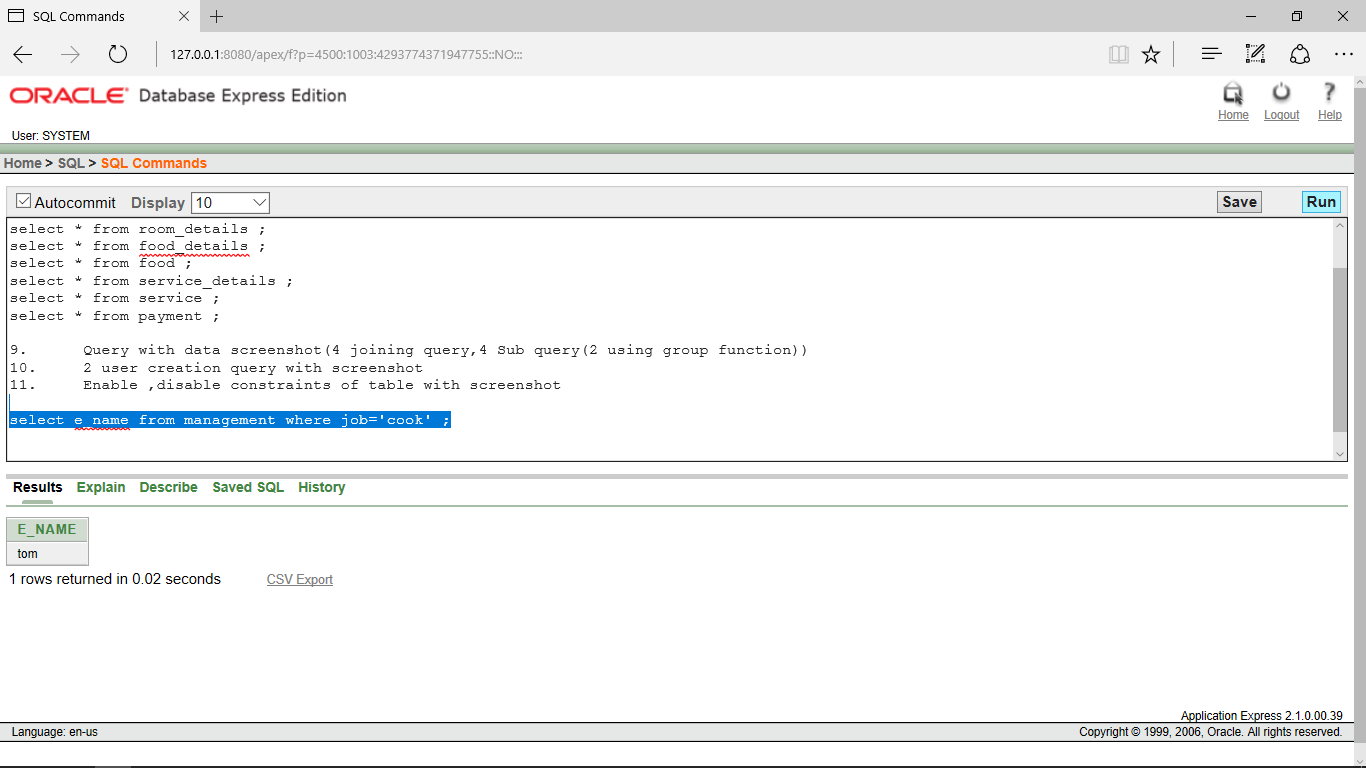 SQL Commands
127.0.0.1:8080/apex/f?p=4500:1003:4293774371947755::NO:::
ORACLE Database Express Edition
Home Logout Help
User: SYSTEM
Home > SQL > SQL Commands
Autocommit Display 10 Save Run
select * from room_details ;
select * from food_details ;
select * from food ;
select * from service_details ;
select * from service ;
select * from payment ;
9. Query with data screenshot(4 joining query,4 Sub query(2 using group function))
10. 2 user creation query with screenshot
11. Enable ,disable constraints of table with screenshot
select e_name from management where job='cook' ;
Results Explain Describe Saved SQL History
E_NAME
tom
1 rows returned in 0.02 seconds CSV Export
Application Express 2.1.0.00.39
Language: en-us Copyright © 1999, 2006, Oracle. All rights reserved.